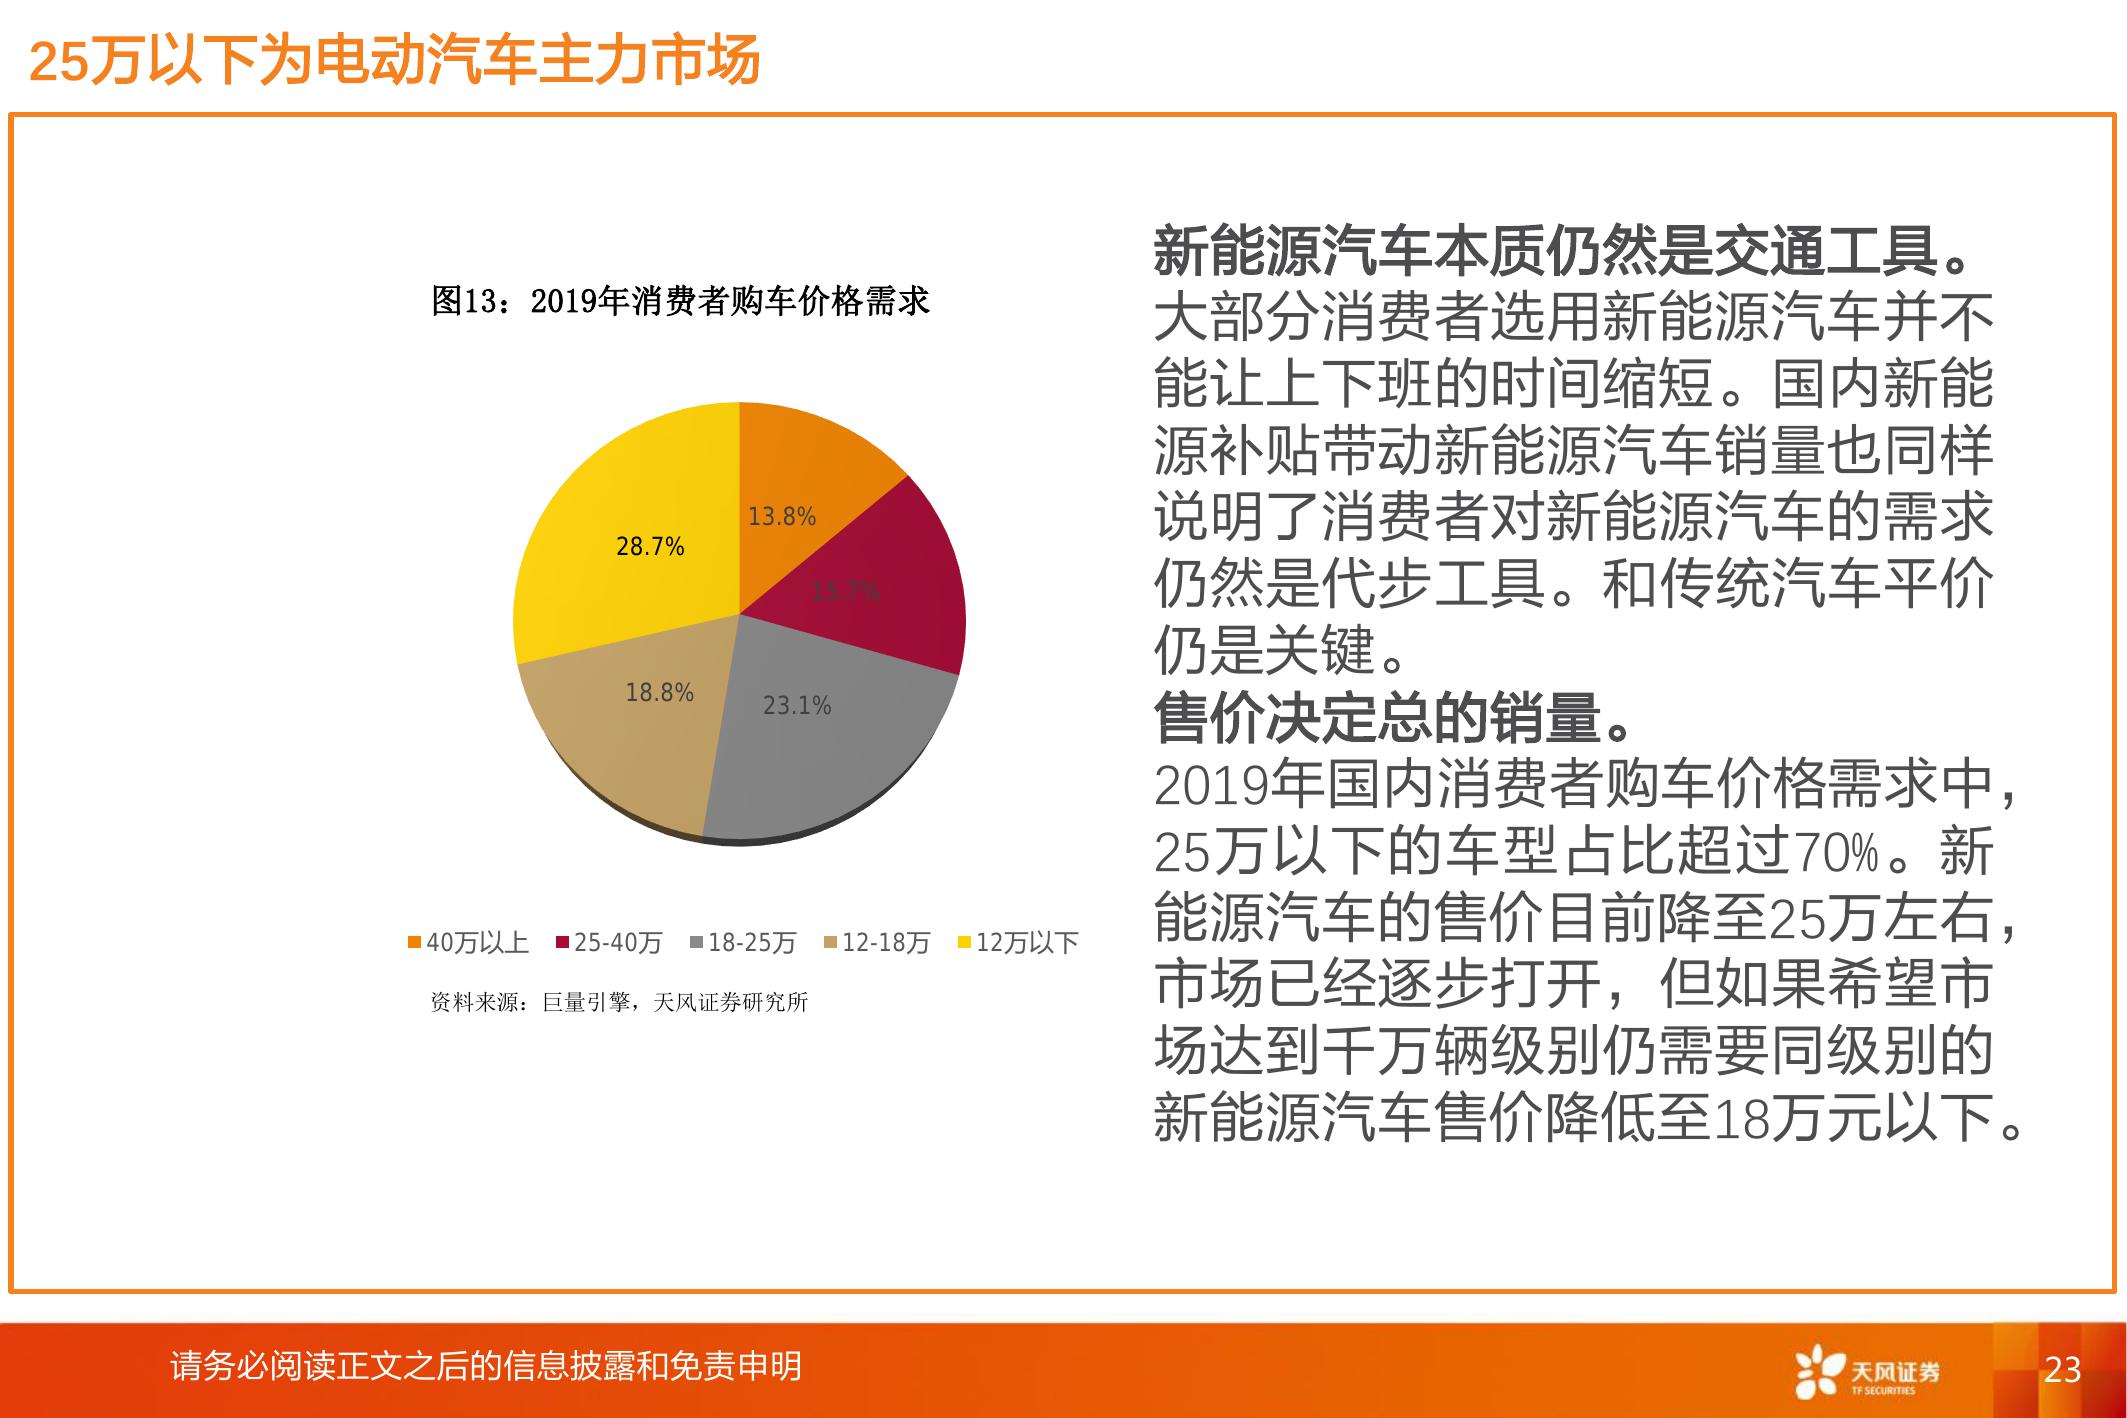 25万以下为电动汽车主力市场
图13：2019年消费者购车价格需求
13.8%
28.7%
15.7%
18.8%
23.1%
40万以上 25-40万 18-25万 12-18万 12万以下
资料来源：巨量引擎，天风证券研究所
新能源汽车本质仍然是交通工具。
大部分消费者选用新能源汽车并不
能让上下班的时间缩短。国内新能
源补贴带动新能源汽车销量也同样
说明了消费者对新能源汽车的需求
仍然是代步工具。和传统汽车平价
仍是关键。
售价决定总的销量。
2019年国内消费者购车价格需求中，
25万以下的车型占比超过70%。新
能源汽车的售价目前降至25万左右，
市场已经逐步打开，但如果希望市
场达到千万辆级别仍需要同级别的
新能源汽车售价降低至18万元以下。
请务必阅读正文之后的信息披露和免责申明
天风证券
TF SECURITIES
23